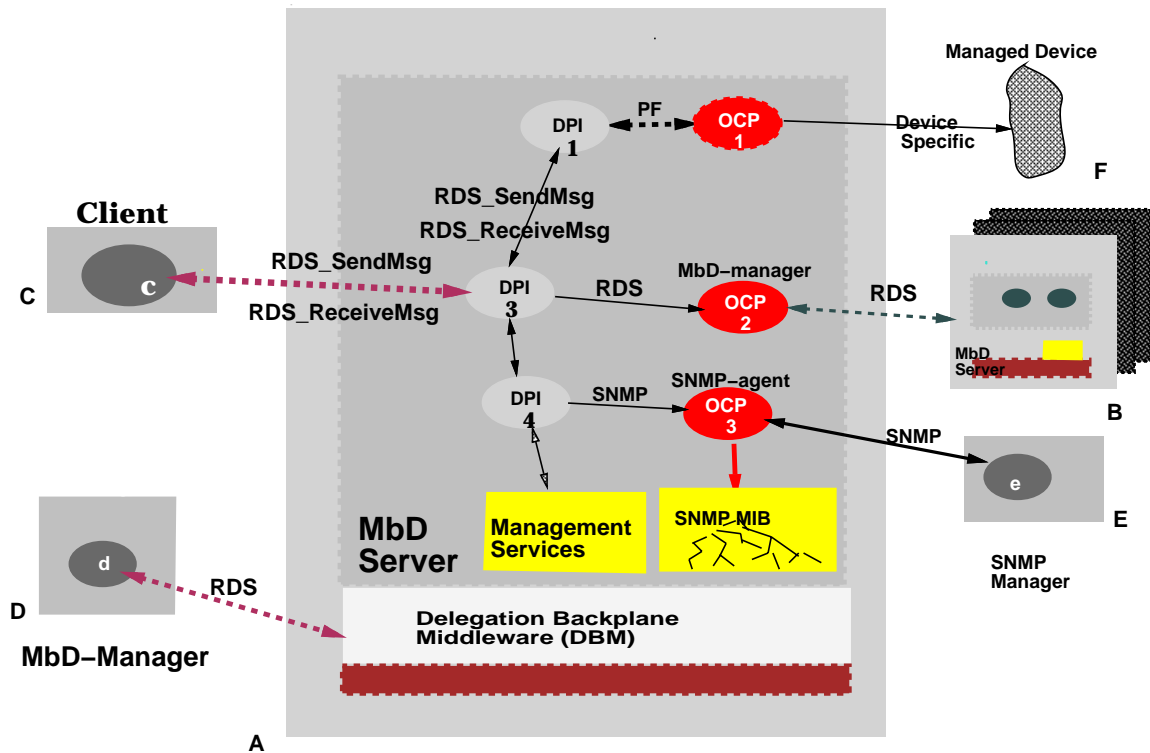 Managed Device
PF
DPI
1
OCP
1
Device
Specific
F
RDS_SendMsg
RDS_ReceiveMsg
Client
c
C
RDS_SendMsg
RDS_ReceiveMsg
DPI
3
RDS
MbD-manager
OCP
2
RDS
MbD
Server
B
DPI
4
SNMP
SNMP-agent
OCP
3
SNMP
e
E
SNMP
Manager
MbD
Server
Management
Services
SNMP MIB
d
D
RDS
MbD-Manager
Delegation Backplane
Middleware (DBM)
A